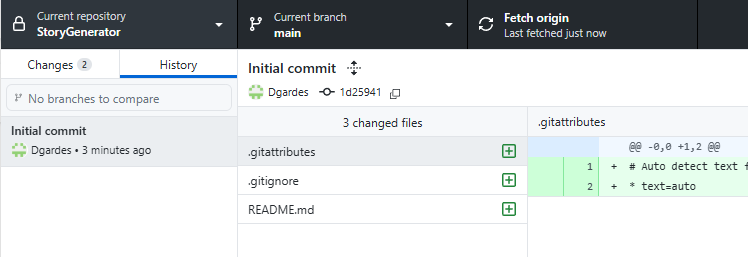 Current repository
StoryGenerator
Current branch
main
Fetch origin
Last fetched just now
Changes 2
History
No branches to compare
Initial commit
Dgardes • 3 minutes ago
Initial commit
Dgardes 1d25941
3 changed files
.gitattributes
.gitignore
README.md
.gitattributes
@@ -0,0 +1,2 @@
1 + # Auto detect text
2 + * text=auto